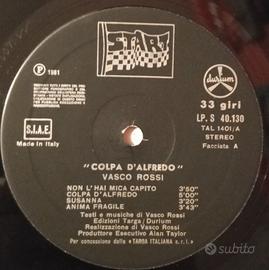 START
℗ 1981
durium
33 giri
LP. S 40.130
TAL 1401/A
STEREO
Facciata A
S.I.A.E.
Made in Italy
"COLPA D'ALFREDO"
VASCO ROSSI
NON L'HAI MICA CAPITO 3'50"
COLPA D'ALFREDO 5'00"
SUSANNA 3'20"
ANIMA FRAGILE 3'43"
Testi e musiche di Vasco Rossi
Edizioni Targa/Durium
Realizzazione di Vasco Rossi
Produttore Esecutivo Alan Taylor
Per concessione della «TARGA ITALIANA s.r.l.»
subito